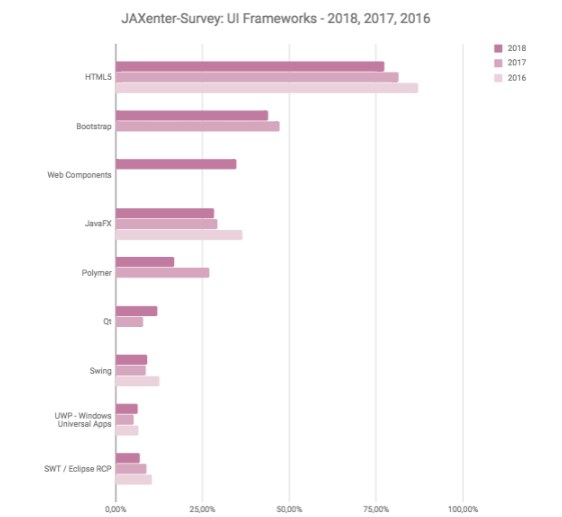 JAXenter-Survey: UI Frameworks - 2018, 2017, 2016
2018
2017
2016
HTML5
Bootstrap
Web Components
JavaFX
Polymer
Qt
Swing
UWP - Windows
Universal Apps
SWT / Eclipse RCP
0,00%
25,00%
50,00%
75,00%
100,00%